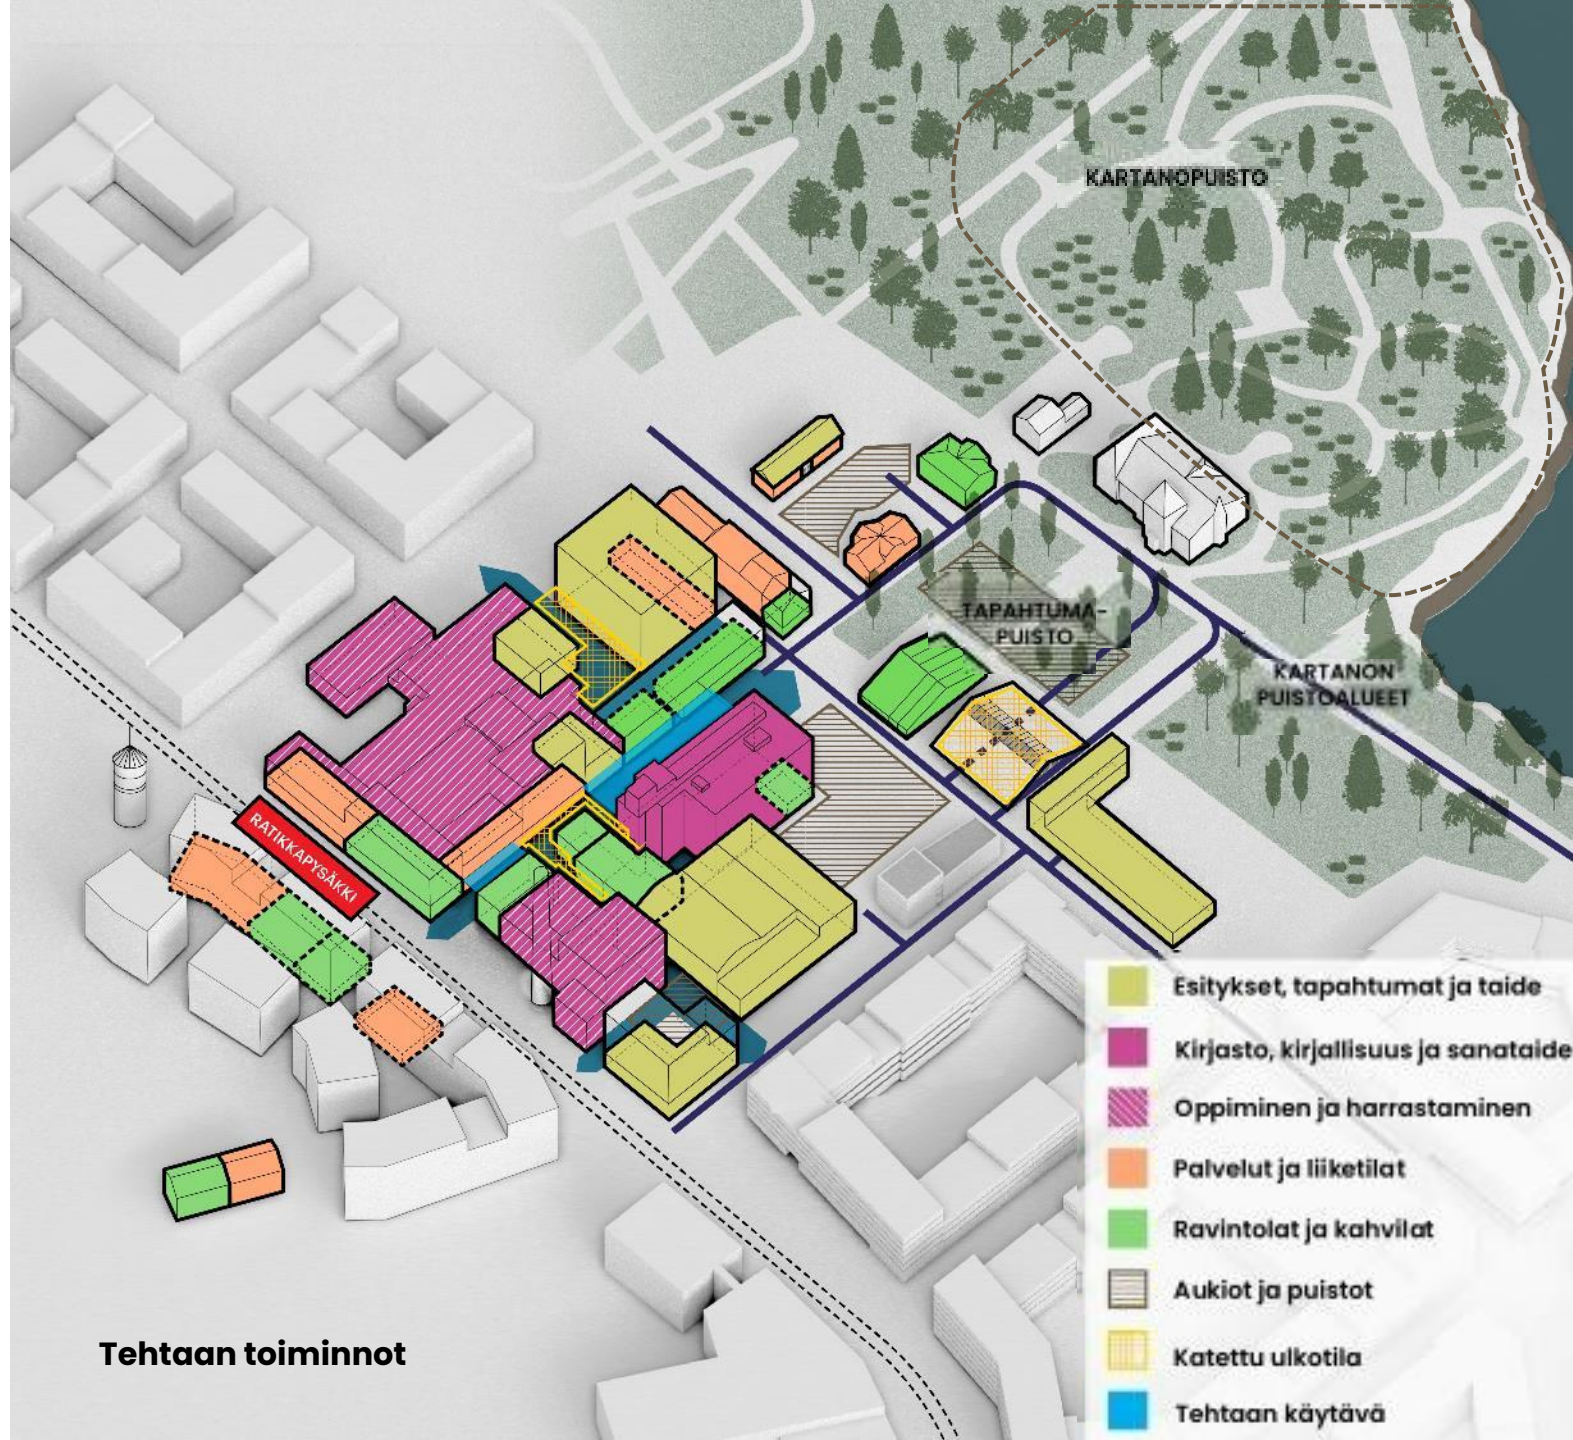 KARTANOPUISTO
TAPAHTUMA-
PUISTO
KARTANON
PUISTOALUEET
RATIKKAPYSÄKKI
Esitykset, tapahtumat ja taide
Kirjasto, kirjallisuus ja sanataide
Oppiminen ja harrastaminen
Palvelut ja liiketilat
Ravintolat ja kahvilat
Aukiot ja puistot
Katettu ulkotila
Tehtaan käytävä
Tehtaan toiminnot